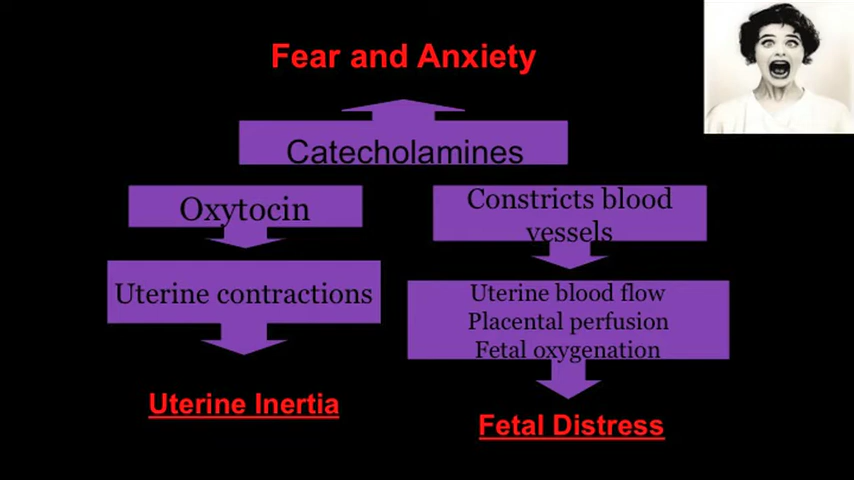 Fear and Anxiety
Catecholamines
Oxytocin
Constricts blood
vessels
Uterine contractions
Uterine blood flow
Placental perfusion
Fetal oxygenation
Uterine Inertia
Fetal Distress